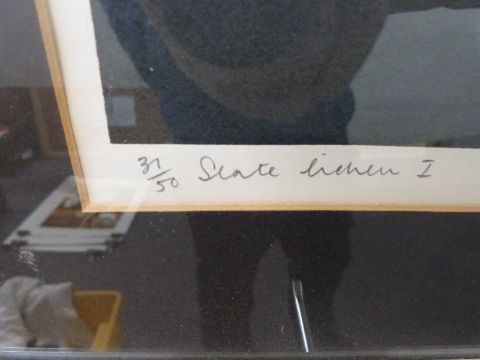 31/50 Slate lichen I